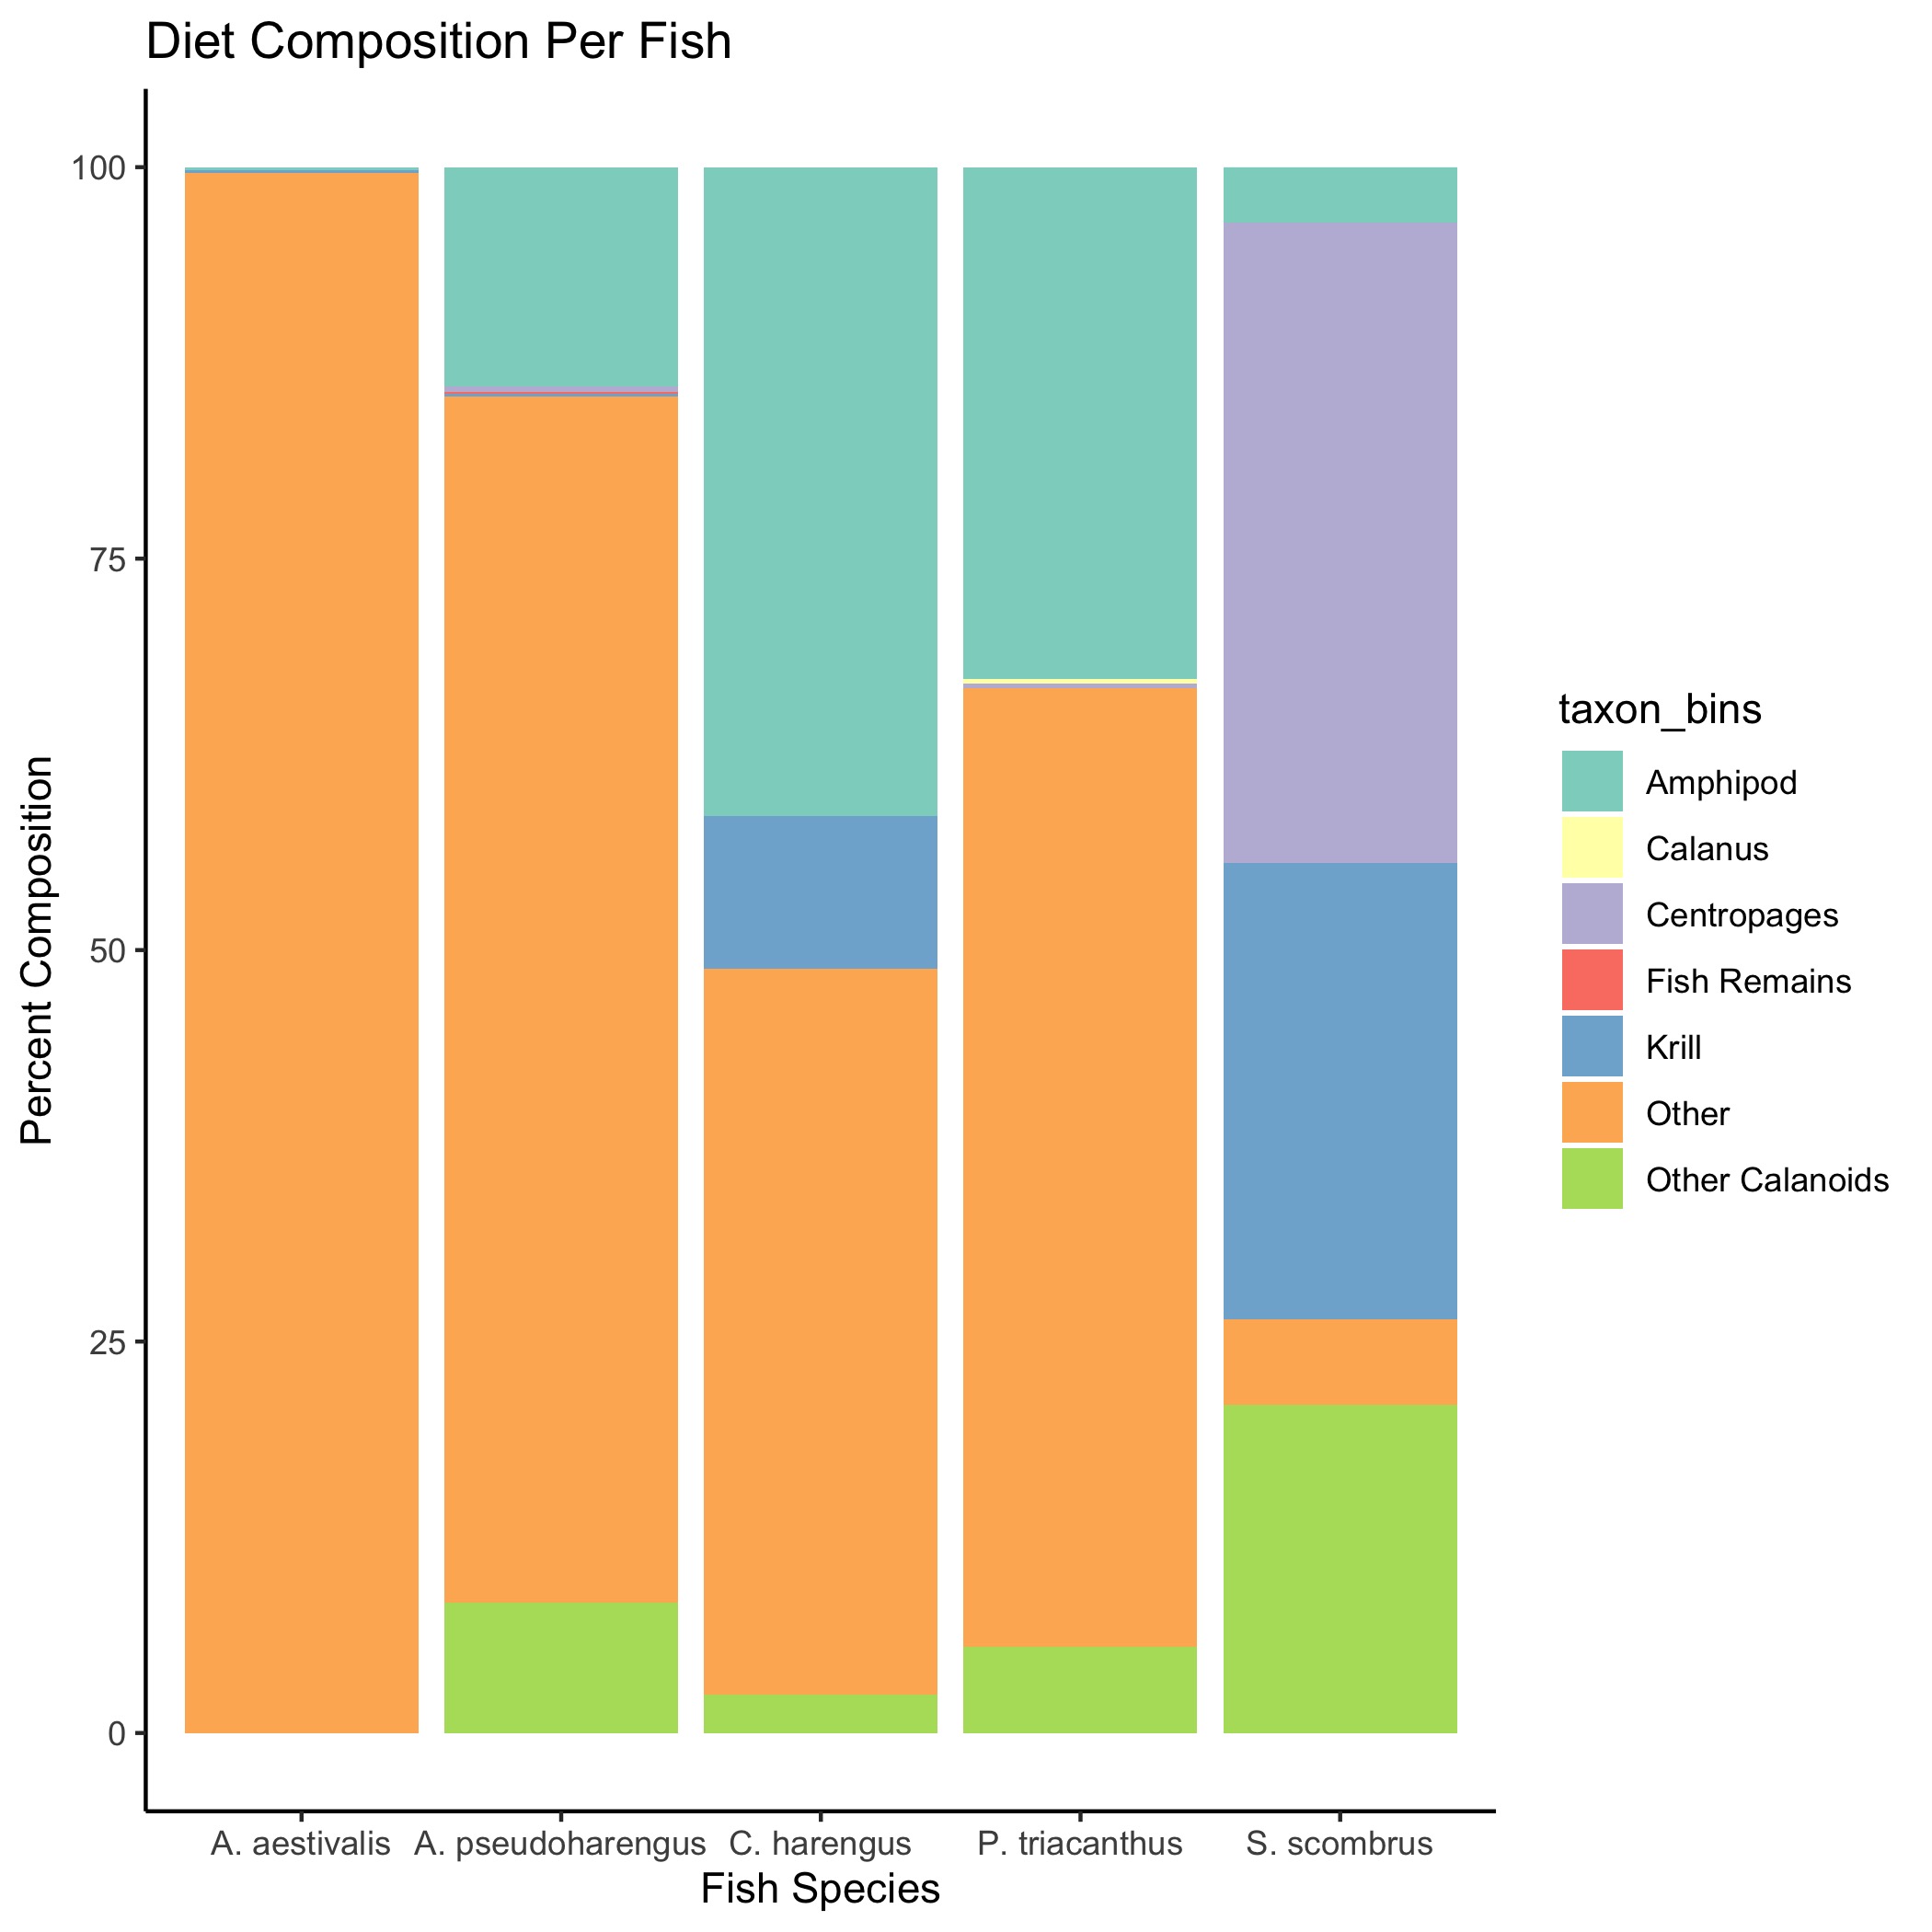 Diet Composition Per Fish
100
75
50
25
0
Percent Composition
A. aestivalis
A. pseudoharengus
C. harengus
P. triacanthus
S. scombrus
Fish Species
taxon_bins
Amphipod
Calanus
Centropages
Fish Remains
Krill
Other
Other Calanoids